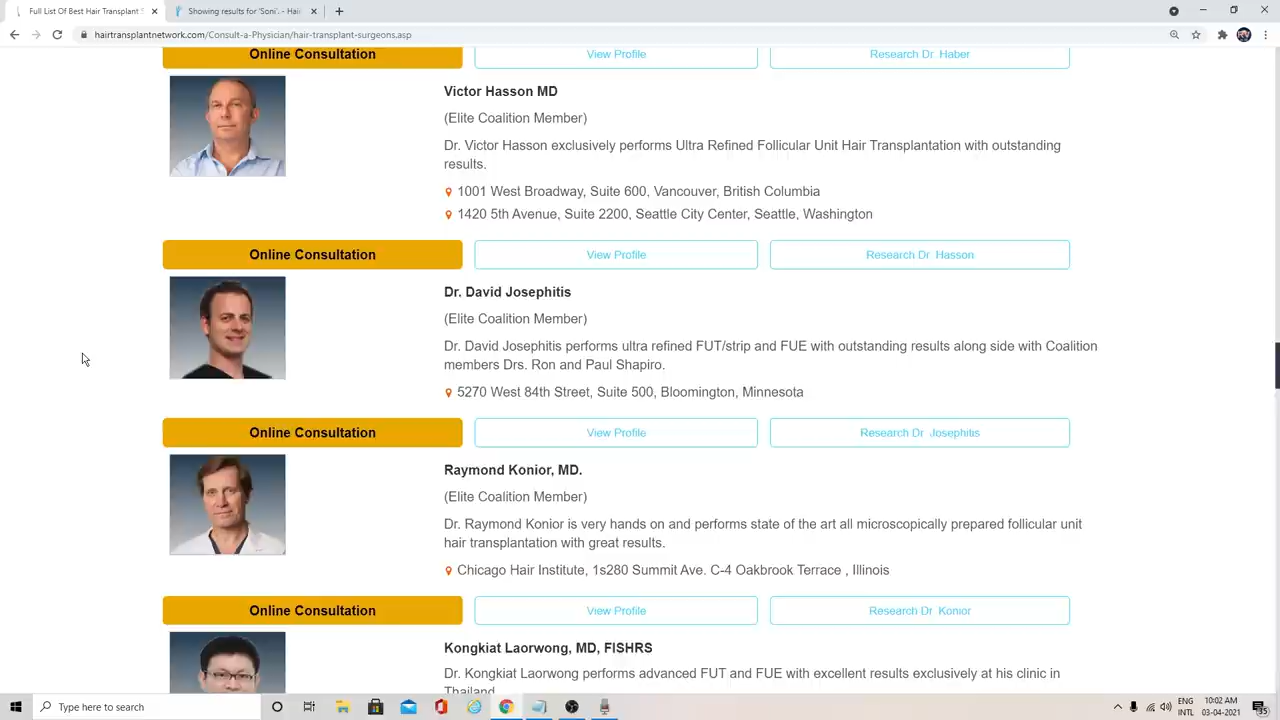 Full List Of Best Hair Transplant S
Showing results for 'Soni'. - Hai
hairtransplantnetwork.com/Consult-a-Physician/hair-transplant-surgeons.asp
Online Consultation
View Profile
Research Dr Haber
Victor Hasson MD
(Elite Coalition Member)
Dr. Victor Hasson exclusively performs Ultra Refined Follicular Unit Hair Transplantation with outstanding
results.
1001 West Broadway, Suite 600, Vancouver, British Columbia
1420 5th Avenue, Suite 2200, Seattle City Center, Seattle, Washington
Online Consultation
View Profile
Research Dr Hasson
Dr. David Josephitis
(Elite Coalition Member)
Dr. David Josephitis performs ultra refined FUT/strip and FUE with outstanding results along side with Coalition
members Drs. Ron and Paul Shapiro.
5270 West 84th Street, Suite 500, Bloomington, Minnesota
Online Consultation
View Profile
Research Dr Josephitis
Raymond Konior, MD.
(Elite Coalition Member)
Dr. Raymond Konior is very hands on and performs state of the art all microscopically prepared follicular unit
hair transplantation with great results.
Chicago Hair Institute, 1s280 Summit Ave. C-4 Oakbrook Terrace , Illinois
Online Consultation
View Profile
Research Dr Konior
Kongkiat Laorwong, MD, FISHRS
Dr. Kongkiat Laorwong performs advanced FUT and FUE with excellent results exclusively at his clinic in
Thailand
Type here to search
ENG
INTL
10:02 AM
03-04-2021